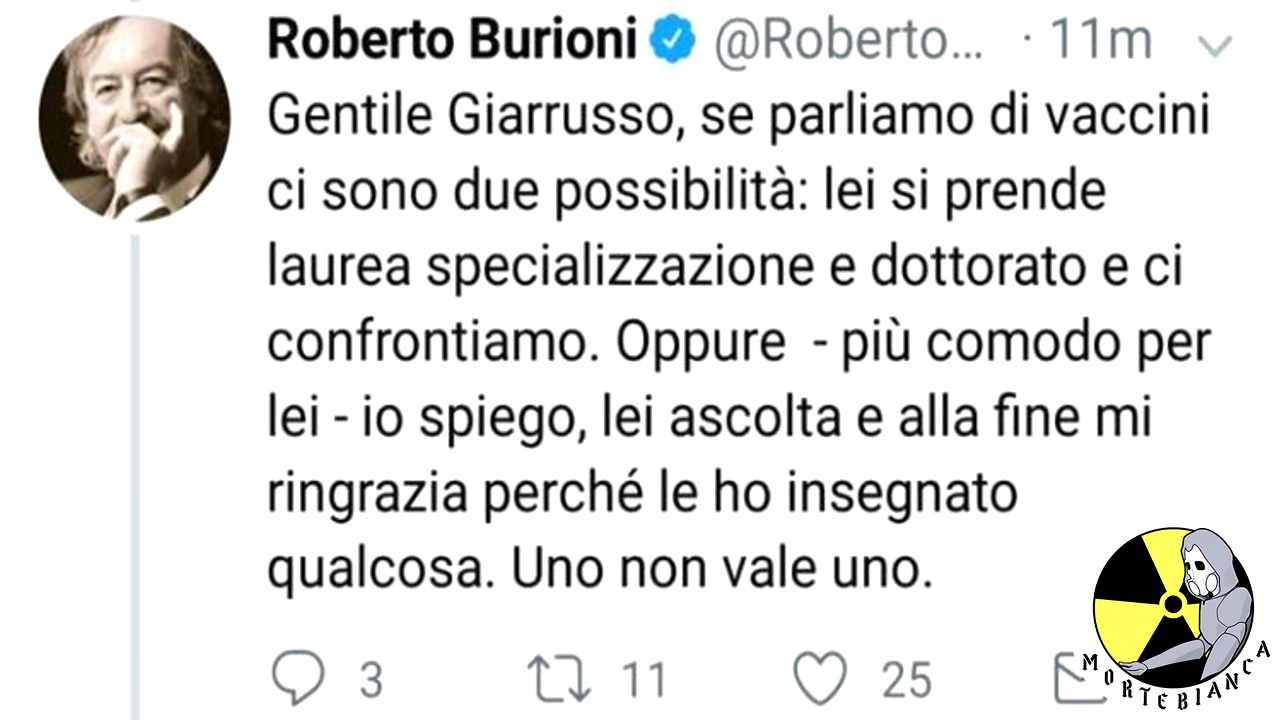 Roberto Burioni @Roberto... · 11m
Gentile Giarrusso, se parliamo di vaccini
ci sono due possibilità: lei si prende
laurea specializzazione e dottorato e ci
confrontiamo. Oppure  - più comodo per
lei - io spiego, lei ascolta e alla fine mi
ringrazia perché le ho insegnato
qualcosa. Uno non vale uno.
3 11 25
MORTEBIANCA